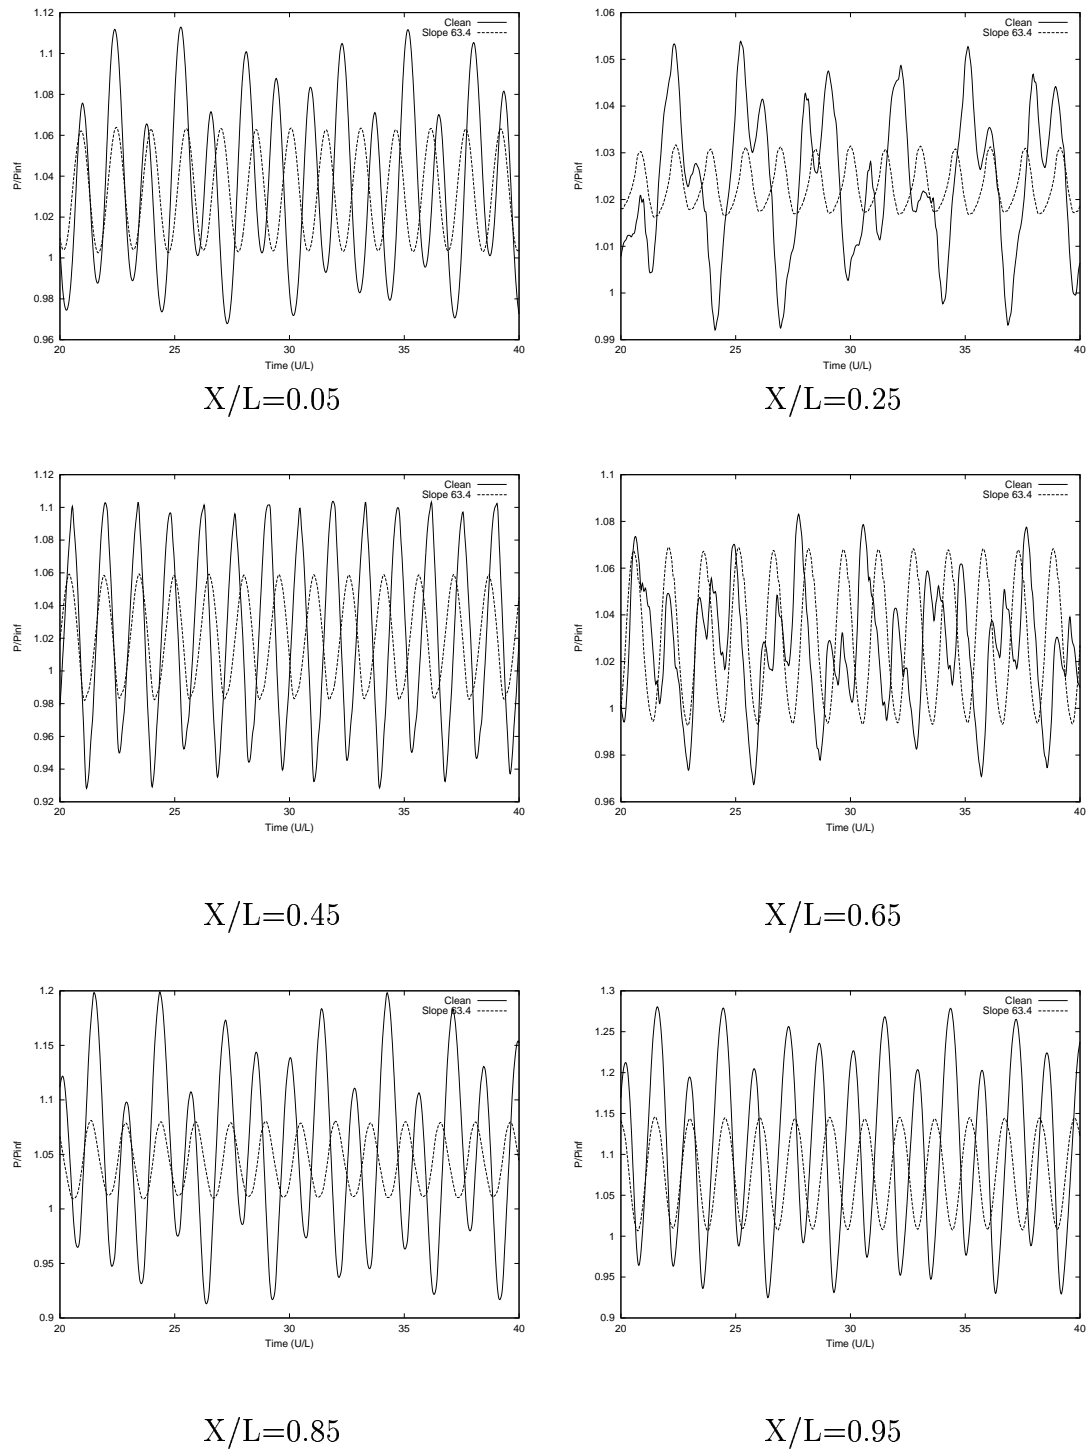 1.12
1.1
1.08
1.06
1.04
1.02
1
0.98
0.96
P/Pinf
Clean
Slope 63.4
20 25 30 35 40
Time (U/L)
X/L=0.05
1.06
1.05
1.04
1.03
1.02
1.01
1
0.99
P/Pinf
Clean
Slope 63.4
20 25 30 35 40
Time (U/L)
X/L=0.25
1.12
1.1
1.08
1.06
1.04
1.02
1
0.98
0.96
0.94
0.92
P/Pinf
Clean
Slope 63.4
20 25 30 35 40
Time (U/L)
X/L=0.45
1.1
1.08
1.06
1.04
1.02
1
0.98
0.96
P/Pinf
Clean
Slope 63.4
20 25 30 35 40
Time (U/L)
X/L=0.65
1.2
1.15
1.1
1.05
1
0.95
0.9
P/Pinf
Clean
Slope 63.4
20 25 30 35 40
Time (U/L)
X/L=0.85
1.3
1.25
1.2
1.15
1.1
1.05
1
0.95
0.9
P/Pinf
Clean
Slope 63.4
20 25 30 35 40
Time (U/L)
X/L=0.95